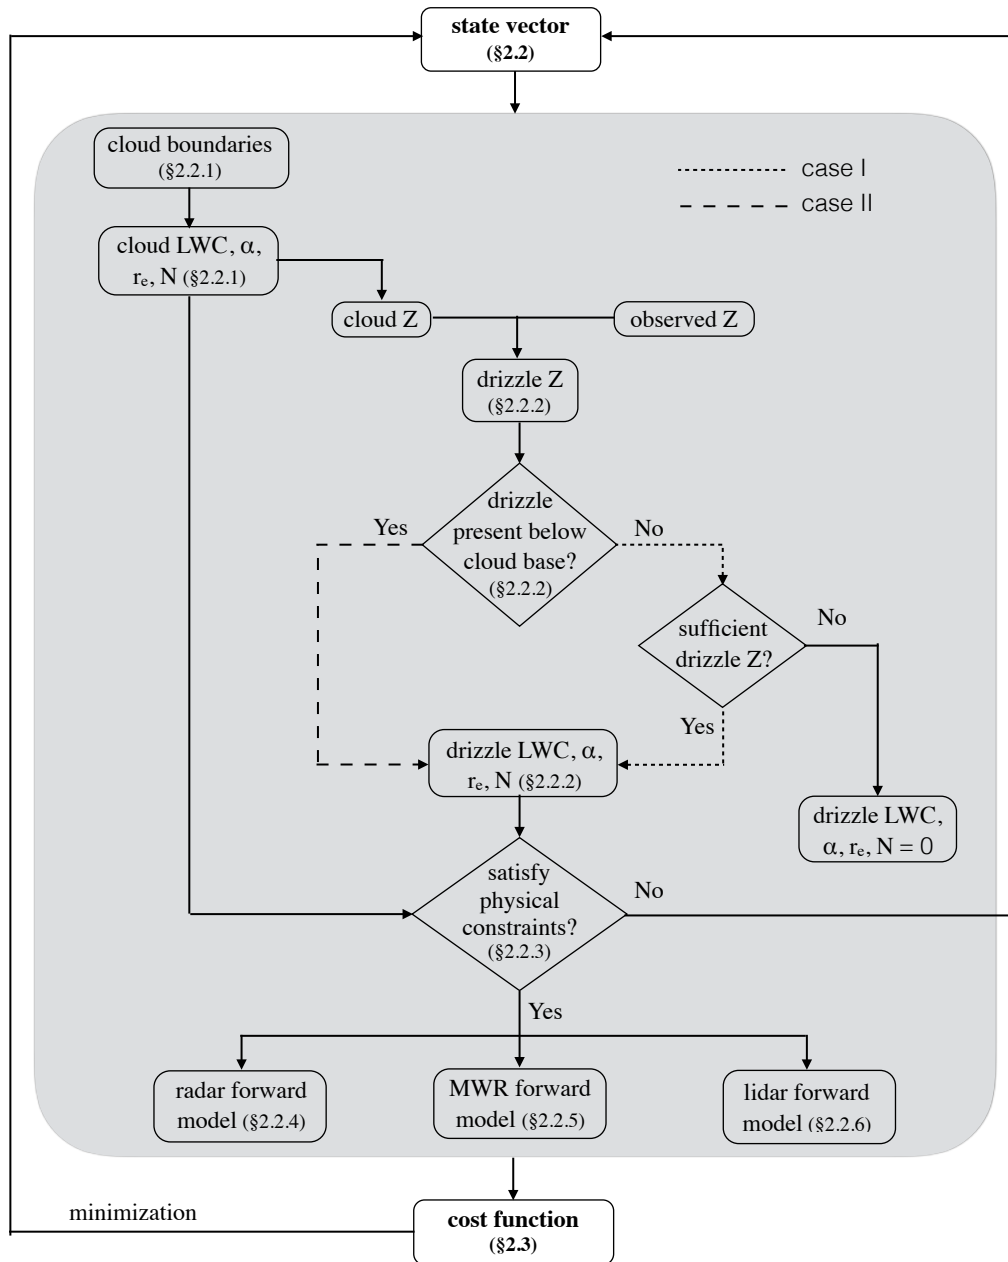 state vector
(§2.2)
cloud boundaries
(§2.2.1)
case I
case II
cloud LWC, α,
rₑ, N (§2.2.1)
cloud Z
observed Z
drizzle Z
(§2.2.2)
drizzle
present below
cloud base?
(§2.2.2)
Yes
No
sufficient
drizzle Z?
No
Yes
drizzle LWC, α,
rₑ, N (§2.2.2)
drizzle LWC,
α, rₑ, N = 0
satisfy
physical
constraints?
(§2.2.3)
No
Yes
radar forward
model (§2.2.4)
MWR forward
model (§2.2.5)
lidar forward
model (§2.2.6)
minimization
cost function
(§2.3)